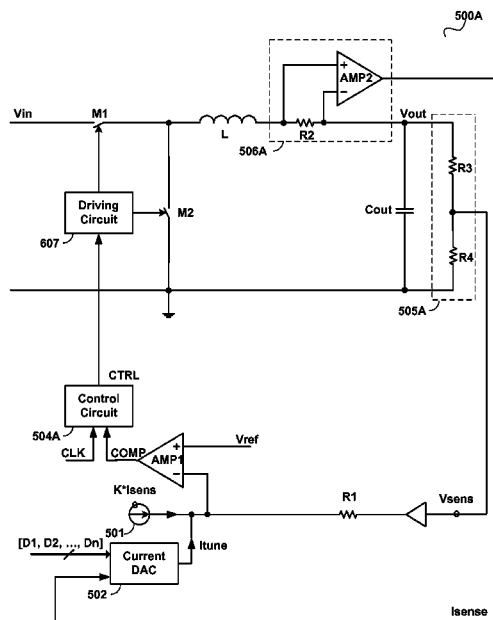 500A
AMP2
Vin
M1
L
R2
Vout
506A
R3
Driving
Circuit
M2
Cout
607
R4
505A
CTRL
Control
Circuit
504A
CLK
COMP
AMP1
Vref
K*Isens
R1
Vsens
501
[D1, D2, ..., Dn]
Itune
Current
DAC
502
Isense
+
-
+
-